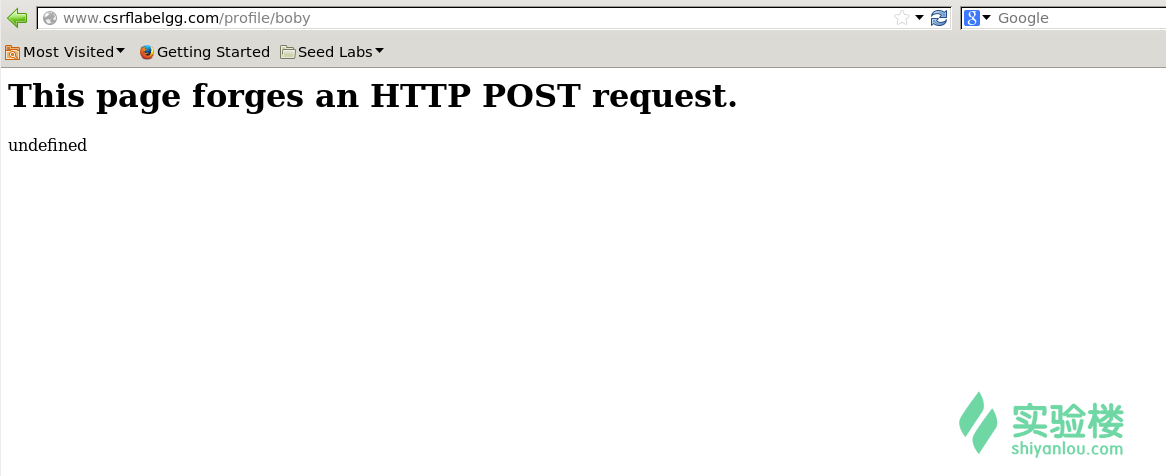 www.csrflabelgg.com/profile/boby
8 Google
Most Visited Getting Started Seed Labs
This page forges an HTTP POST request.
undefined
实验楼
shiyanlou.com